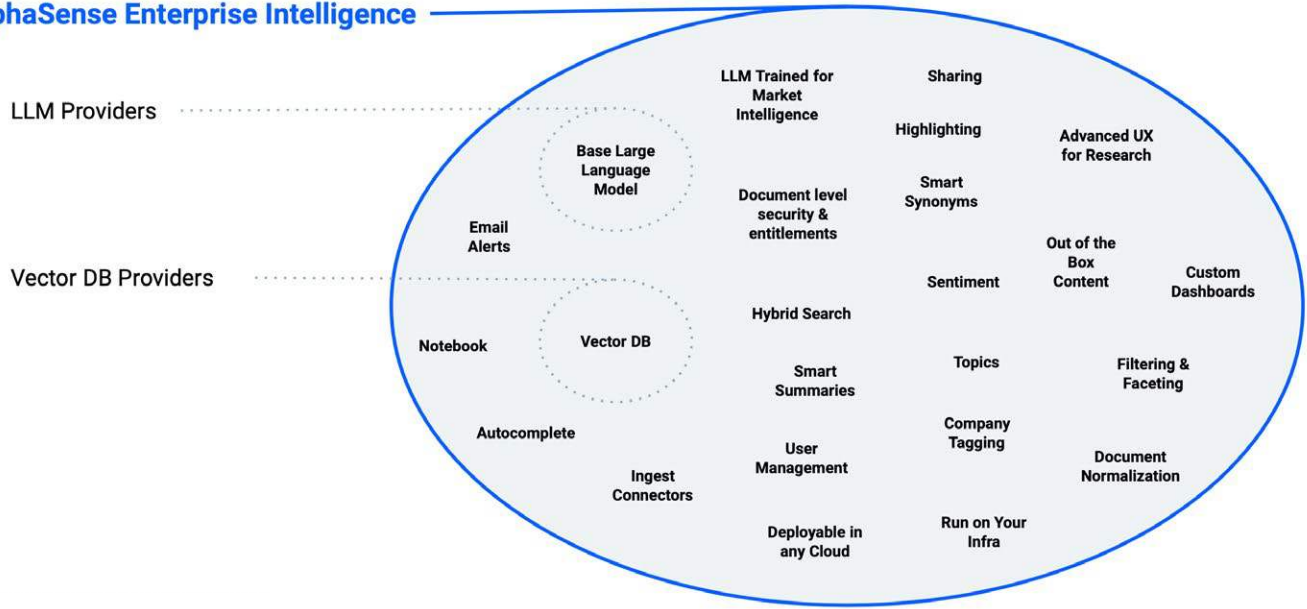 phaSense Enterprise Intelligence
LLM Providers
Vector DB Providers
Base Large
Language
Model
Email
Alerts
Vector DB
Notebook
Autocomplete
Ingest
Connectors
LLM Trained for
Market
Intelligence
Document level
security &
entitlements
Hybrid Search
Smart
Summaries
User
Management
Deployable in
any Cloud
Sharing
Highlighting
Smart
Synonyms
Sentiment
Topics
Company
Tagging
Run on Your
Infra
Advanced UX
for Research
Out of the
Box
Content
Custom
Dashboards
Filtering &
Faceting
Document
Normalization